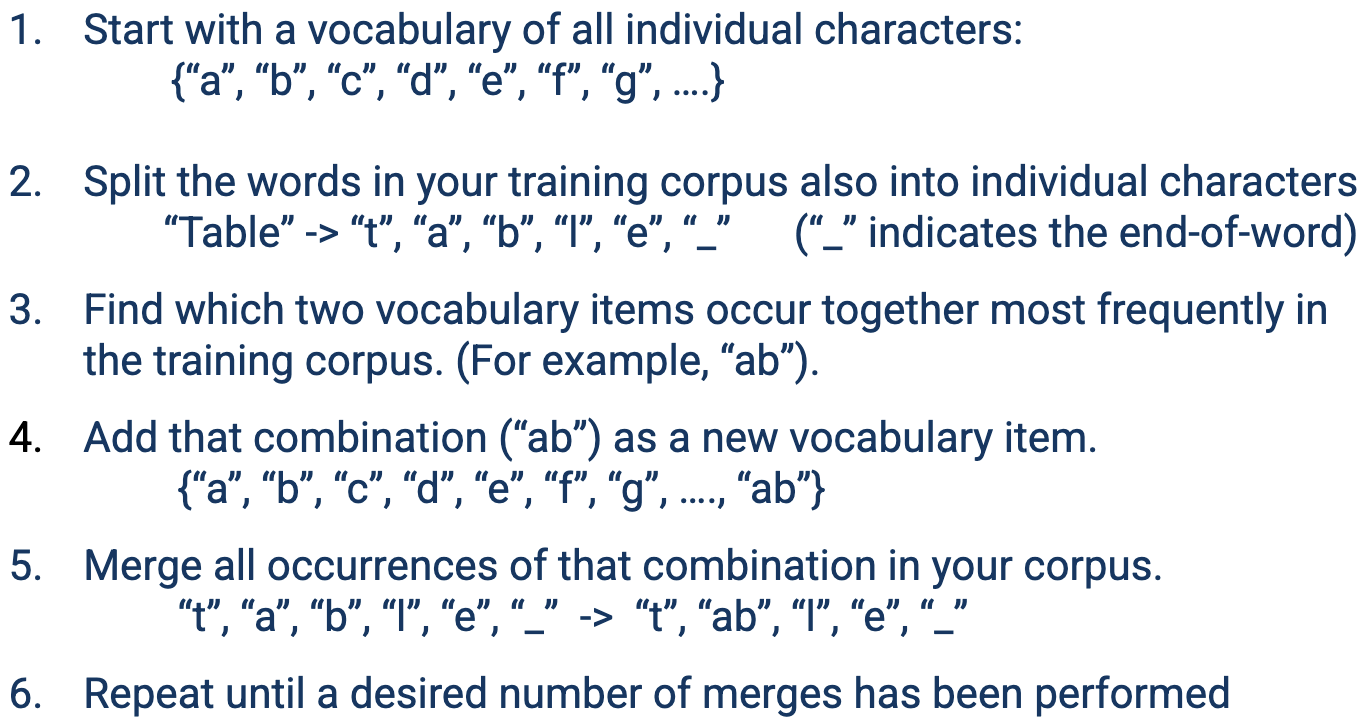 1. Start with a vocabulary of all individual characters:
{“a”, “b”, “c”, “d”, “e”, “f”, “g”, ....}
2. Split the words in your training corpus also into individual characters
“Table” -> “t”, “a”, “b”, “l”, “e”, “_” (“_” indicates the end-of-word)
3. Find which two vocabulary items occur together most frequently in
the training corpus. (For example, “ab”).
4. Add that combination (“ab”) as a new vocabulary item.
{“a”, “b”, “c”, “d”, “e”, “f”, “g”, ...., “ab”}
5. Merge all occurrences of that combination in your corpus.
“t”, “a”, “b”, “l”, “e”, “_” -> “t”, “ab”, “l”, “e”, “_”
6. Repeat until a desired number of merges has been performed